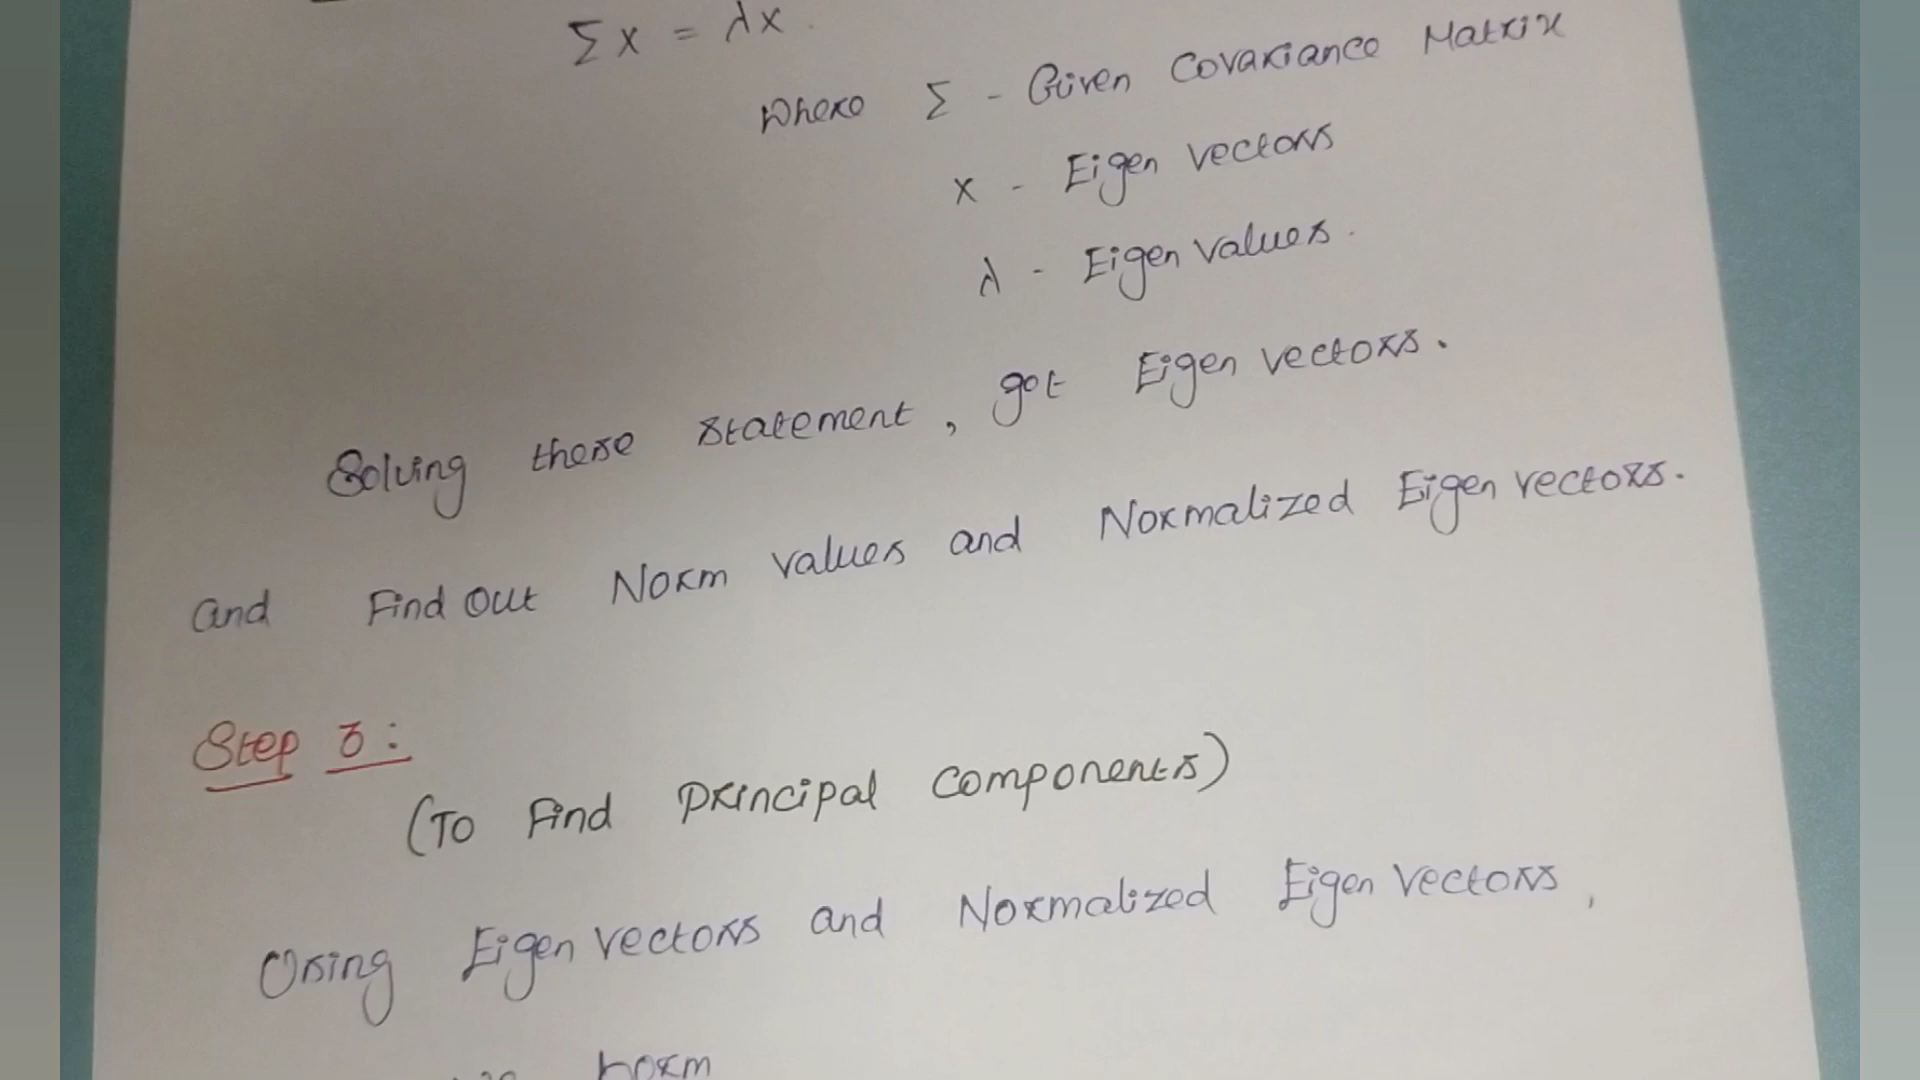 Σx = λx.
Where Σ - Given Covariance Matrix
x - Eigen vectors
λ - Eigen values.
Solving these statement, got Eigen vectors.
and Find out Norm values and Normalized Eigen vectors.
Step 3:
(To Find Principal Components)
Using Eigen vectors and Normalized Eigen vectors,
norm